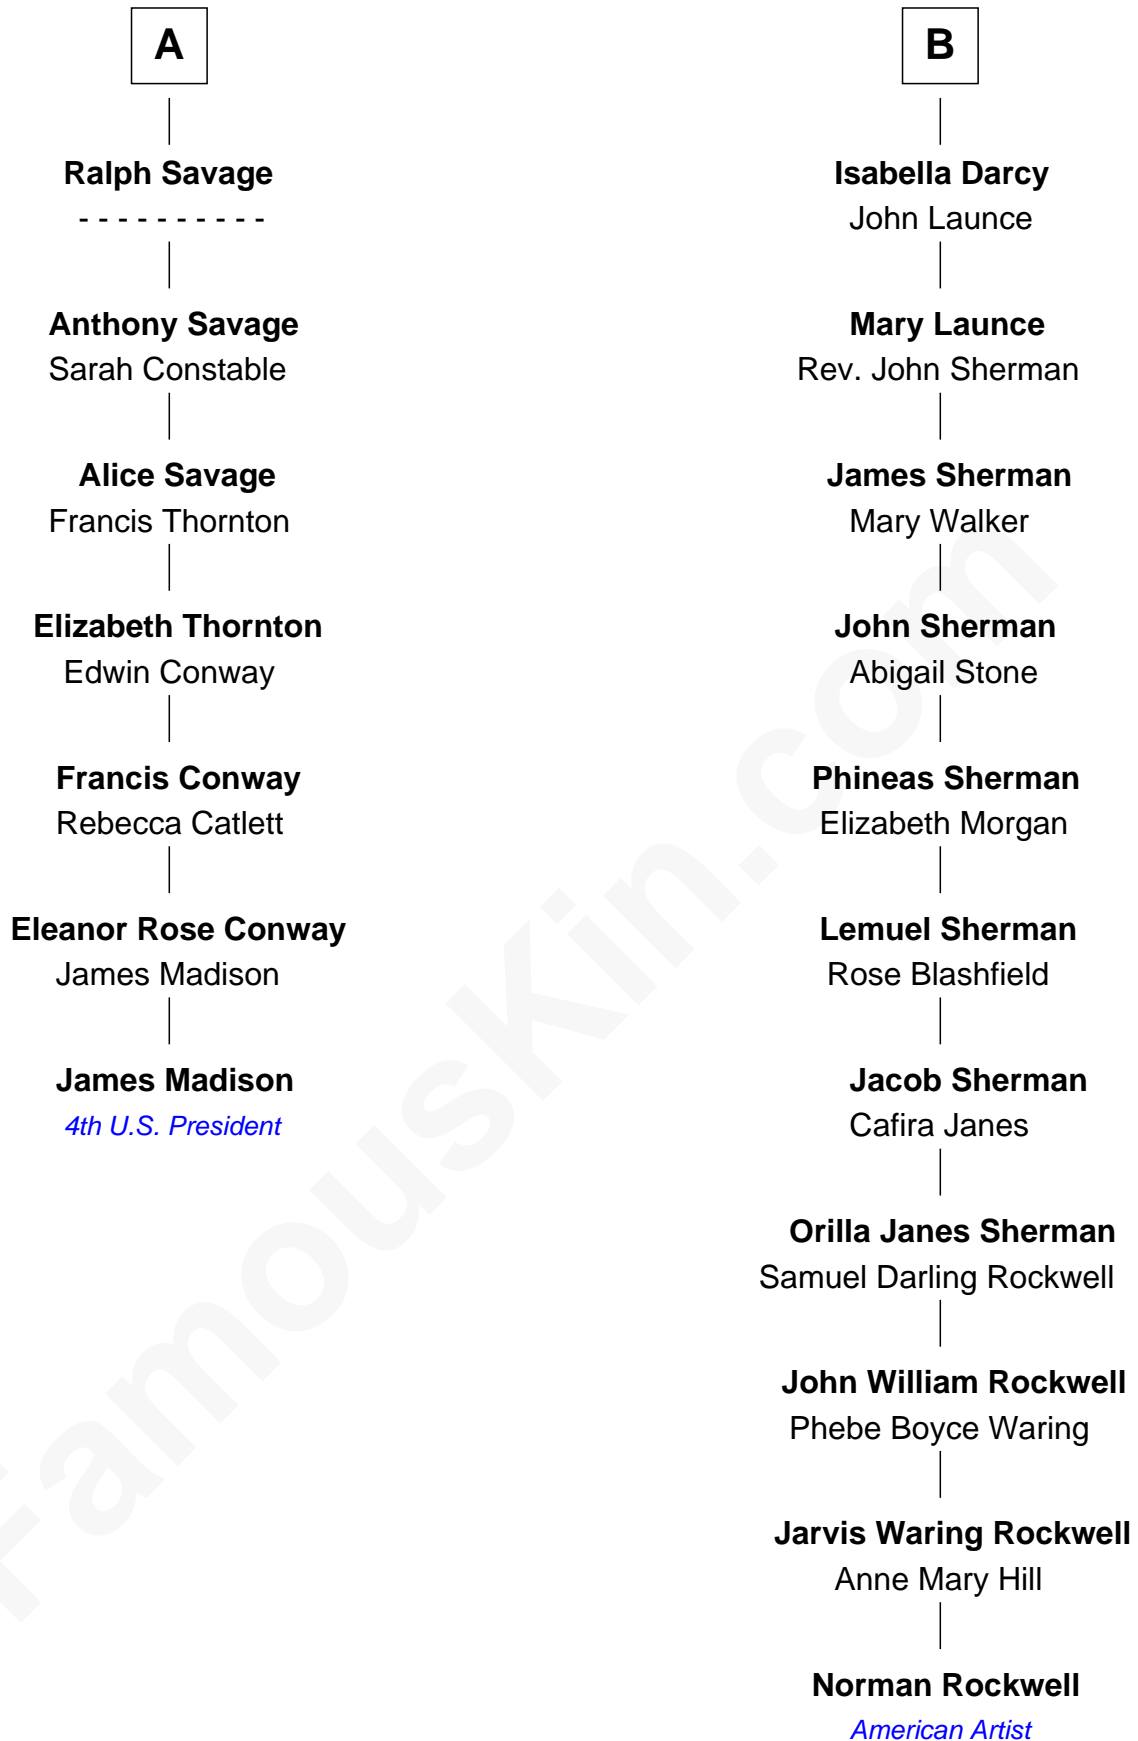 A
Ralph Savage
- - - - - - - - - -
Anthony Savage
Sarah Constable
Alice Savage
Francis Thornton
Elizabeth Thornton
Edwin Conway
Francis Conway
Rebecca Catlett
Eleanor Rose Conway
James Madison
James Madison
4th U.S. President
B
Isabella Darcy
John Launce
Mary Launce
Rev. John Sherman
James Sherman
Mary Walker
John Sherman
Abigail Stone
Phineas Sherman
Elizabeth Morgan
Lemuel Sherman
Rose Blashfield
Jacob Sherman
Cafira Janes
Orilla Janes Sherman
Samuel Darling Rockwell
John William Rockwell
Phebe Boyce Waring
Jarvis Waring Rockwell
Anne Mary Hill
Norman Rockwell
American Artist
FamousKin.com